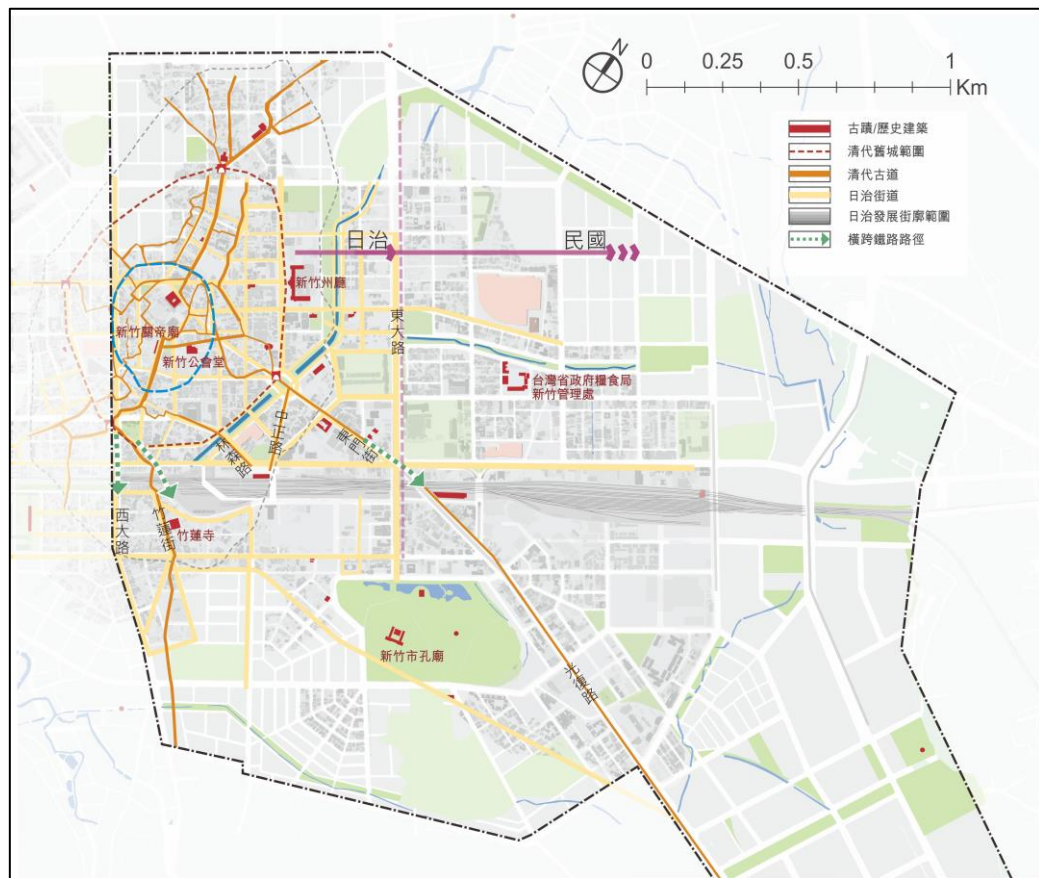 N
0 0.25 0.5 1
Km
古蹟/歷史建築
清代舊城範圍
清代古道
日治街道
日治發展街廓範圍
橫跨鐵路路徑
日治
民國
新竹州廳
東大路
新竹關帝廟
新竹公會堂
台灣省政府糧食局
新竹管理處
中正路
東門街
林森路
西大路
竹蓮街
竹蓮寺
新竹市孔廟
光復路